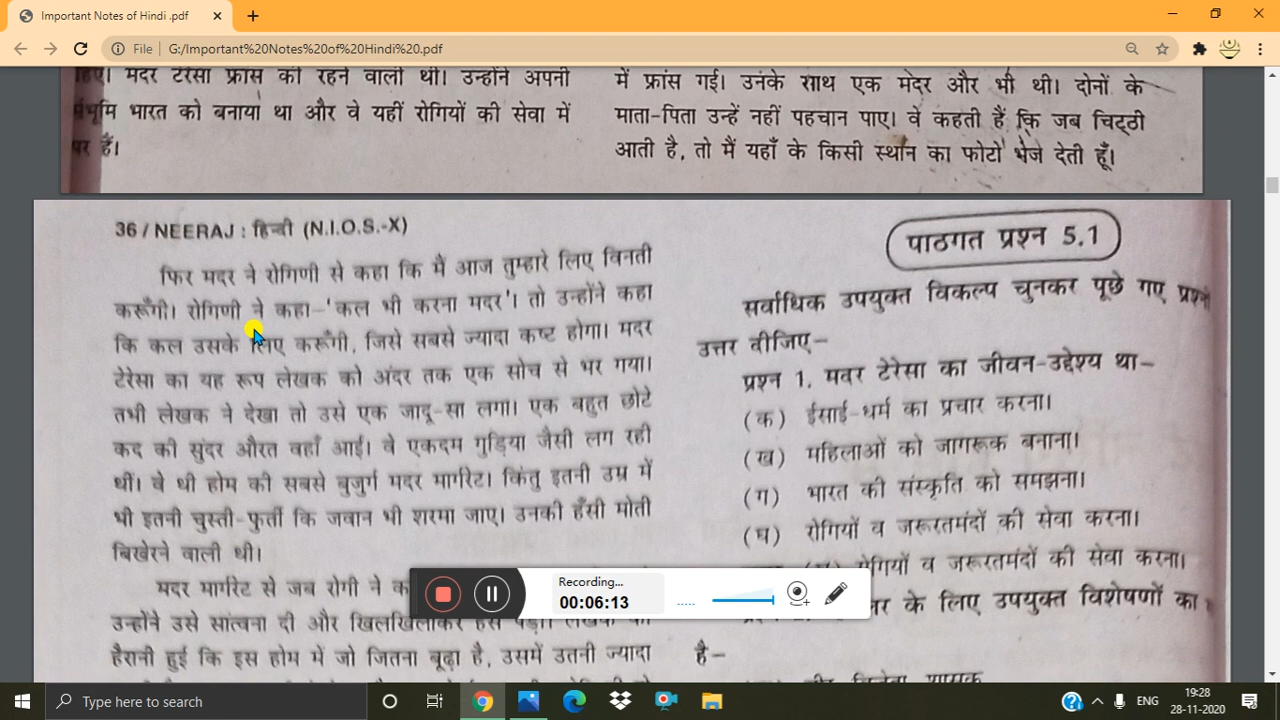 Important Notes of Hindi .pdf
File
G:/Important%20Notes%20of%20Hindi%20.pdf
मदर टेरेसा फ्रांस की रहने वाली थी। उन्होंने अपनी
भारत को बनाया था और वे यहीं रोगियों की सेवा में
पर हैं।
में फ्रांस गई। उनके साथ एक मदर और भी थी। दोनों के
माता-पिता उन्हें नहीं पहचान पाए। वे कहती हैं कि जब चिट्ठी
आती है, तो मैं यहाँ के किसी स्थान का फोटो भेज देती हूँ।
36 / NEERAJ : हिन्दी (N.I.O.S.-X)
फिर मदर ने रोगिणी से कहा कि मैं आज तुम्हारे लिए विनती
करूँगी। रोगिणी ने कहा–'कल भी करना मदर'। तो उन्होंने कहा
कि कल उसके लिए करूँगी, जिसे सबसे ज्यादा कष्ट होगा। मदर
टेरेसा का यह रूप लेखक को अंदर तक एक सोच से भर गया।
तभी लेखक ने देखा तो उसे एक जादू-सा लगा। एक बहुत छोटे
कद की सुंदर औरत वहाँ आई। वे एकदम गुड़िया जैसी लग रही
थीं। वे थी होम की सबसे बुजुर्ग मदर मार्गरेट। किंतु इतनी उम्र में
भी इतनी चुस्ती-फुर्ती कि जवान भी शरमा जाए। उनकी हँसी मोती
बिखेरने वाली थी।
मदर मार्गरेट से जब रोगी ने
उन्होंने उसे सांत्वना दी और खिलखिलाकर हँस पड़ीं।
हैरानी हुई कि इस होम में जो जितना बूढ़ा है, उसमें उतनी ज्यादा
पाठगत प्रश्न 5.1
सर्वाधिक उपयुक्त विकल्प चुनकर पूछे गए प्रश्न
उत्तर दीजिए–
प्रश्न 1. मदर टेरेसा का जीवन-उद्देश्य था–
(क) ईसाई-धर्म का प्रचार करना।
(ख) महिलाओं को जागरूक बनाना।
(ग) भारत की संस्कृति को समझना।
(घ) रोगियों व जरूरतमंदों की सेवा करना।
रोगियों व जरूरतमंदों की सेवा करना।
के लिए उपयुक्त विशेषणों का
है–
Recording...
00:06:13
Type here to search
ENG
19:28
28-11-2020